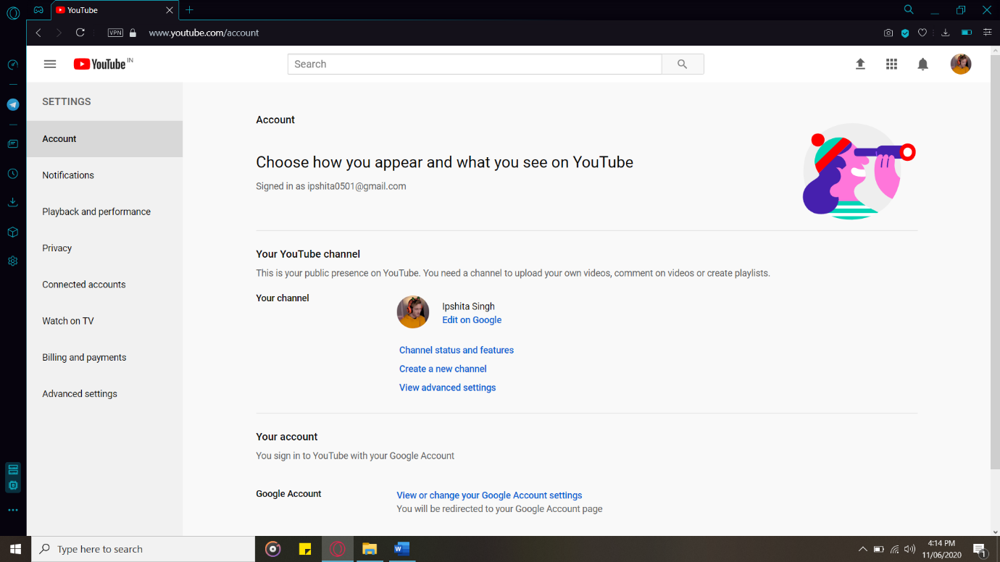 YouTube
VPN
www.youtube.com/account
YouTube IN
Search
SETTINGS
Account
Notifications
Playback and performance
Privacy
Connected accounts
Watch on TV
Billing and payments
Advanced settings
Account
Choose how you appear and what you see on YouTube
Signed in as ipshita0501@gmail.com
Your YouTube channel
This is your public presence on YouTube. You need a channel to upload your own videos, comment on videos or create playlists.
Your channel
Ipshita Singh
Edit on Google
Channel status and features
Create a new channel
View advanced settings
Your account
You sign in to YouTube with your Google Account
Google Account
View or change your Google Account settings
You will be redirected to your Google Account page
Type here to search
W
4:14 PM
11/06/2020
1